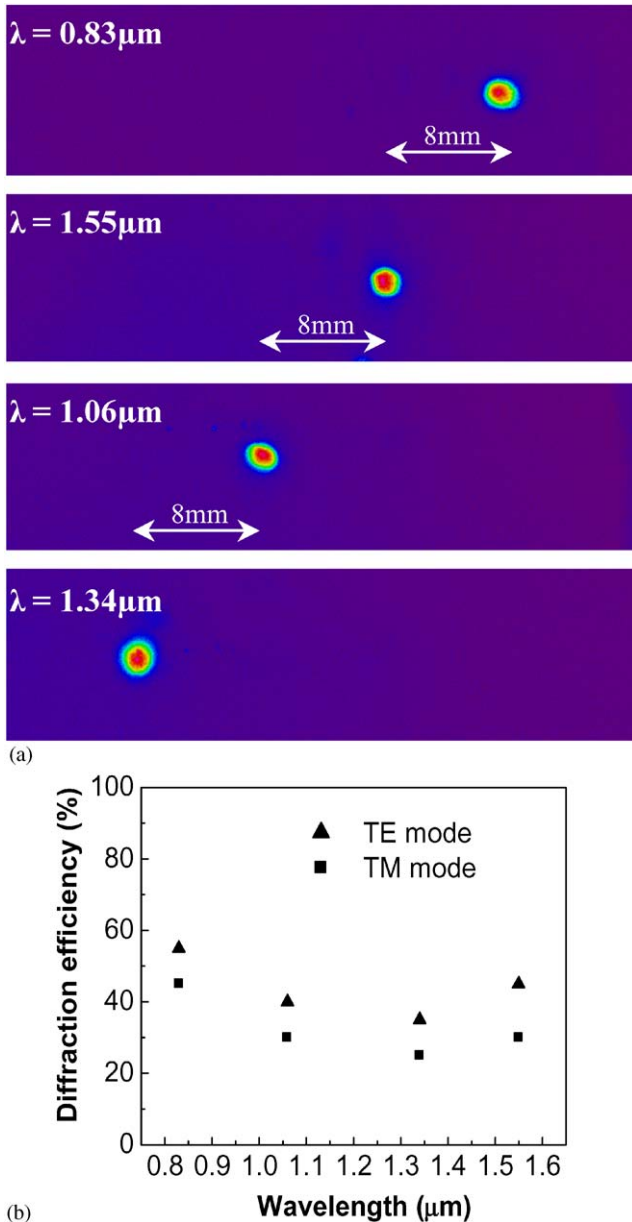 λ = 0.83μm
8mm
λ = 1.55μm
8mm
λ = 1.06μm
8mm
λ = 1.34μm
(a)
100
80
60
40
20
0
Diffraction efficiency (%)
TE mode
TM mode
0.8 0.9 1.0 1.1 1.2 1.3 1.4 1.5 1.6
Wavelength (μm)
(b)